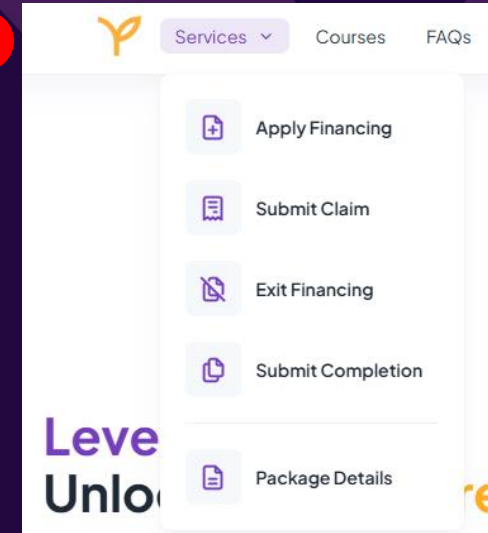 Services Courses FAQs
Apply Financing
Submit Claim
Exit Financing
Submit Completion
Package Details